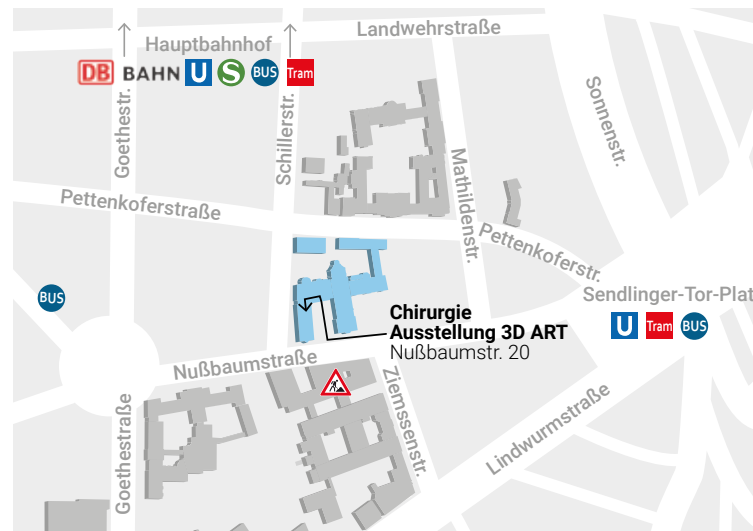 Landwehrstraße
Hauptbahnhof
DB BAHN U S BUS Tram
Goethestr.
Schillerstr.
Sonnenstr.
Mathildenstr.
Pettenkoferstraße
Pettenkoferstr.
BUS
Sendlinger-Tor-Plat
U Tram BUS
Chirurgie
Ausstellung 3D ART
Nußbaumstr. 20
Nußbaumstraße
Ziemssenstr.
Lindwurmstraße
Goethestraße